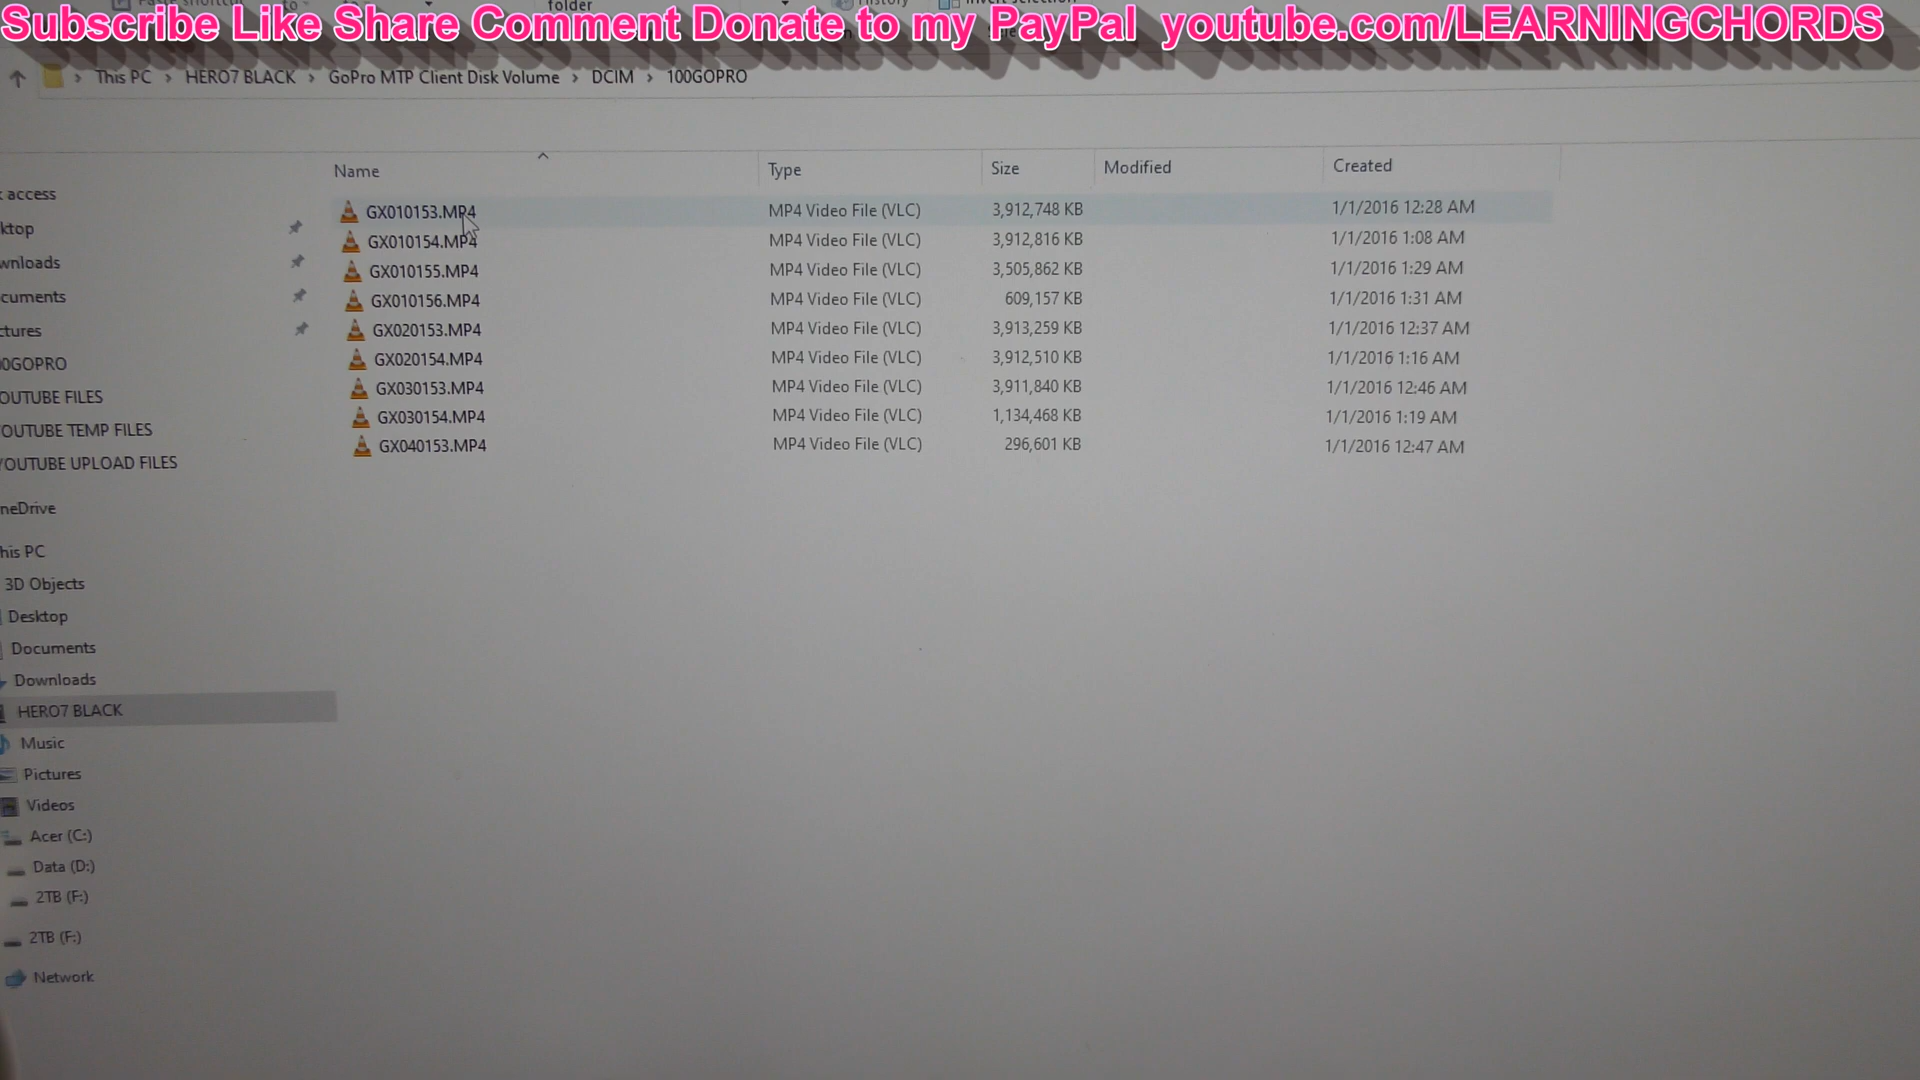 folder
Subscribe Like Share Comment Donate to my PayPal youtube.com/LEARNINGCHORDS
This PC > HERO7 BLACK > GoPro MTP Client Disk Volume > DCIM > 100GOPRO
Name Type Size Modified Created
GX010153.MP4 MP4 Video File (VLC) 3,912,748 KB 1/1/2016 12:28 AM
GX010154.MP4 MP4 Video File (VLC) 3,912,816 KB 1/1/2016 1:08 AM
GX010155.MP4 MP4 Video File (VLC) 3,505,862 KB 1/1/2016 1:29 AM
GX010156.MP4 MP4 Video File (VLC) 609,157 KB 1/1/2016 1:31 AM
GX020153.MP4 MP4 Video File (VLC) 3,913,259 KB 1/1/2016 12:37 AM
GX020154.MP4 MP4 Video File (VLC) 3,912,510 KB 1/1/2016 1:16 AM
GX030153.MP4 MP4 Video File (VLC) 3,911,840 KB 1/1/2016 12:46 AM
GX030154.MP4 MP4 Video File (VLC) 1,134,468 KB 1/1/2016 1:19 AM
GX040153.MP4 MP4 Video File (VLC) 296,601 KB 1/1/2016 12:47 AM
access
ktop
wnloads
cuments
ctures
00GOPRO
OUTUBE FILES
OUTUBE TEMP FILES
YOUTUBE UPLOAD FILES
neDrive
his PC
3D Objects
Desktop
Documents
Downloads
HERO7 BLACK
Music
Pictures
Videos
Acer (C:)
Data (D:)
2TB (F:)
2TB (F:)
Network